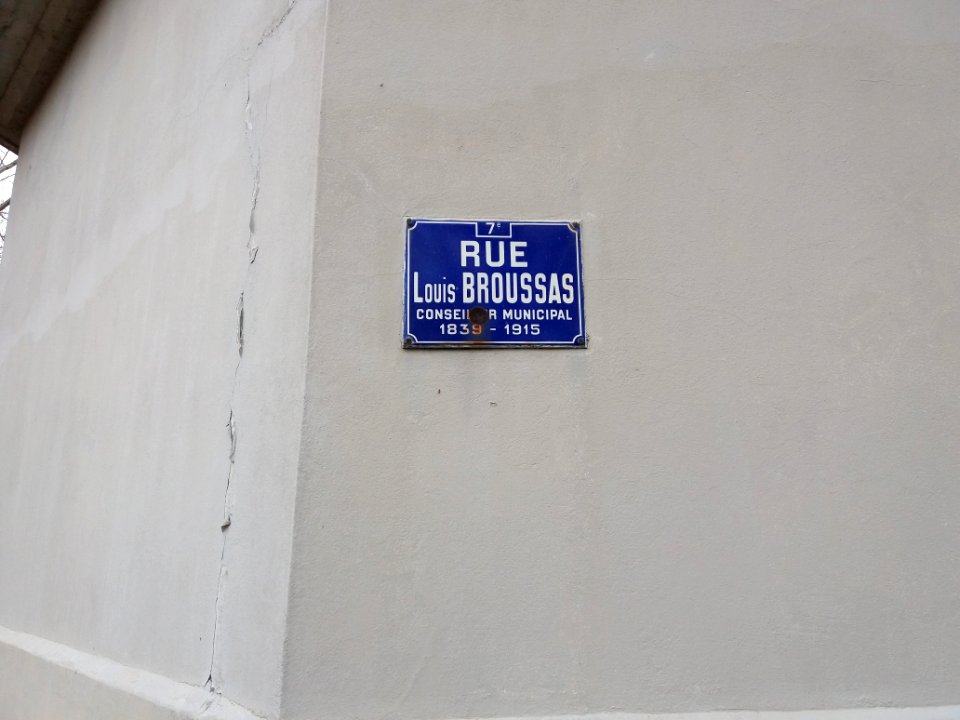 7e
RUE
Louis BROUSSAS
CONSEILLER MUNICIPAL
1839 - 1915